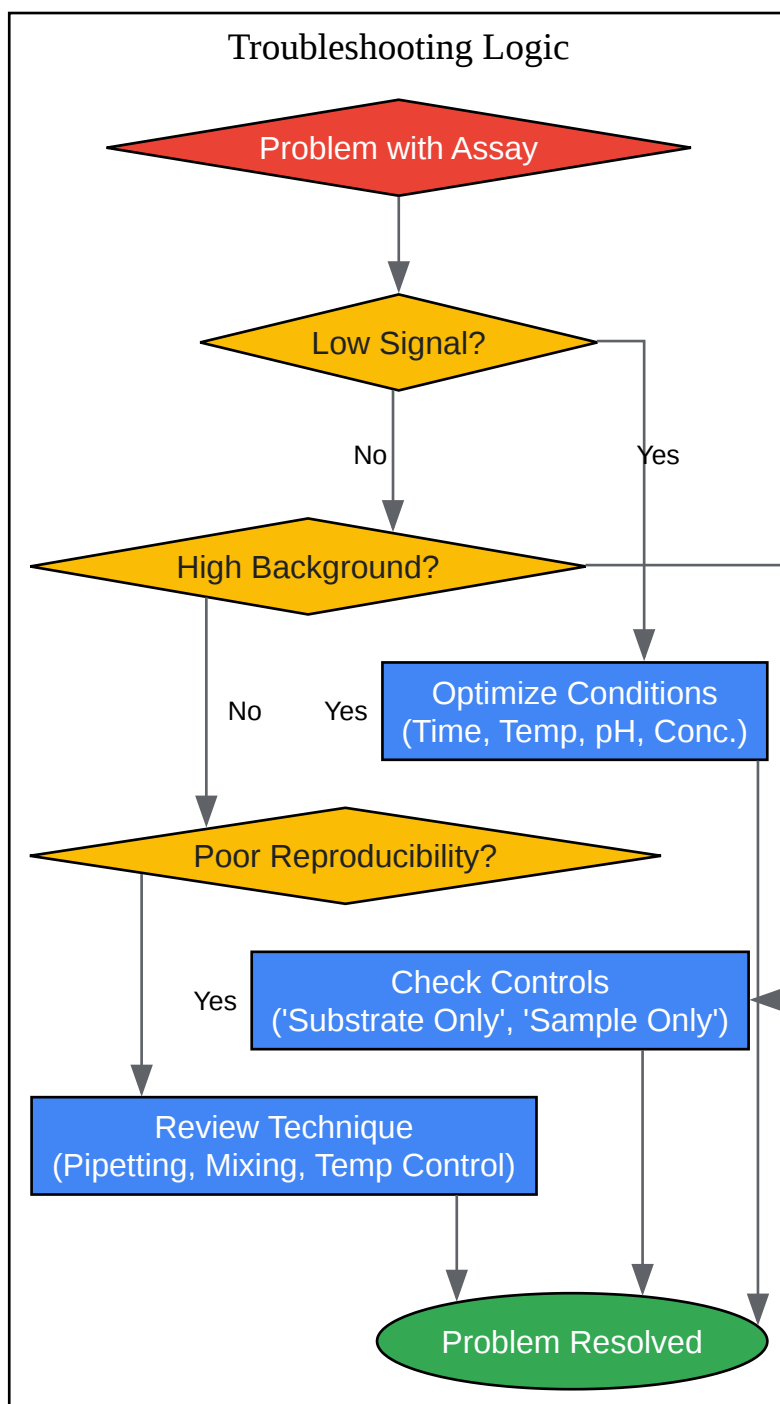 Troubleshooting Logic
Problem with Assay
Low Signal?
No
Yes
High Background?
No
Yes
Optimize Conditions
(Time, Temp, pH, Conc.)
Poor Reproducibility?
Yes
Check Controls
('Substrate Only', 'Sample Only')
Review Technique
(Pipetting, Mixing, Temp Control)
Problem Resolved